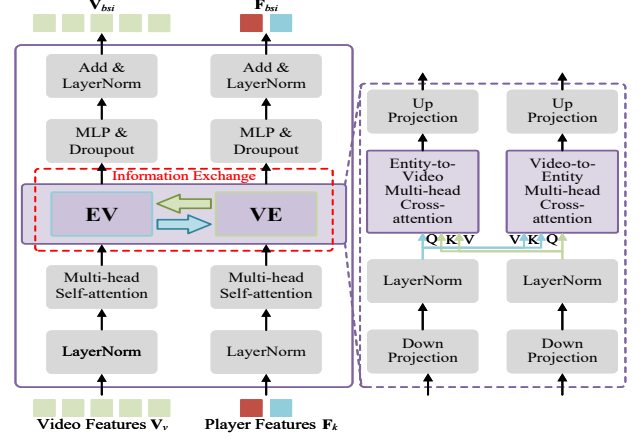 V_bsi
F_bsi
Add &
LayerNorm
Add &
LayerNorm
MLP &
Dropout
MLP &
Dropout
Information Exchange
EV
VE
Multi-head
Self-attention
Multi-head
Self-attention
LayerNorm
LayerNorm
Video Features V_v
Player Features F_k
Up
Projection
Up
Projection
Entity-to-
Video
Multi-head
Cross-
attention
Video-to-
Entity
Multi-head
Cross-
attention
Q K V
V K Q
LayerNorm
LayerNorm
Down
Projection
Down
Projection